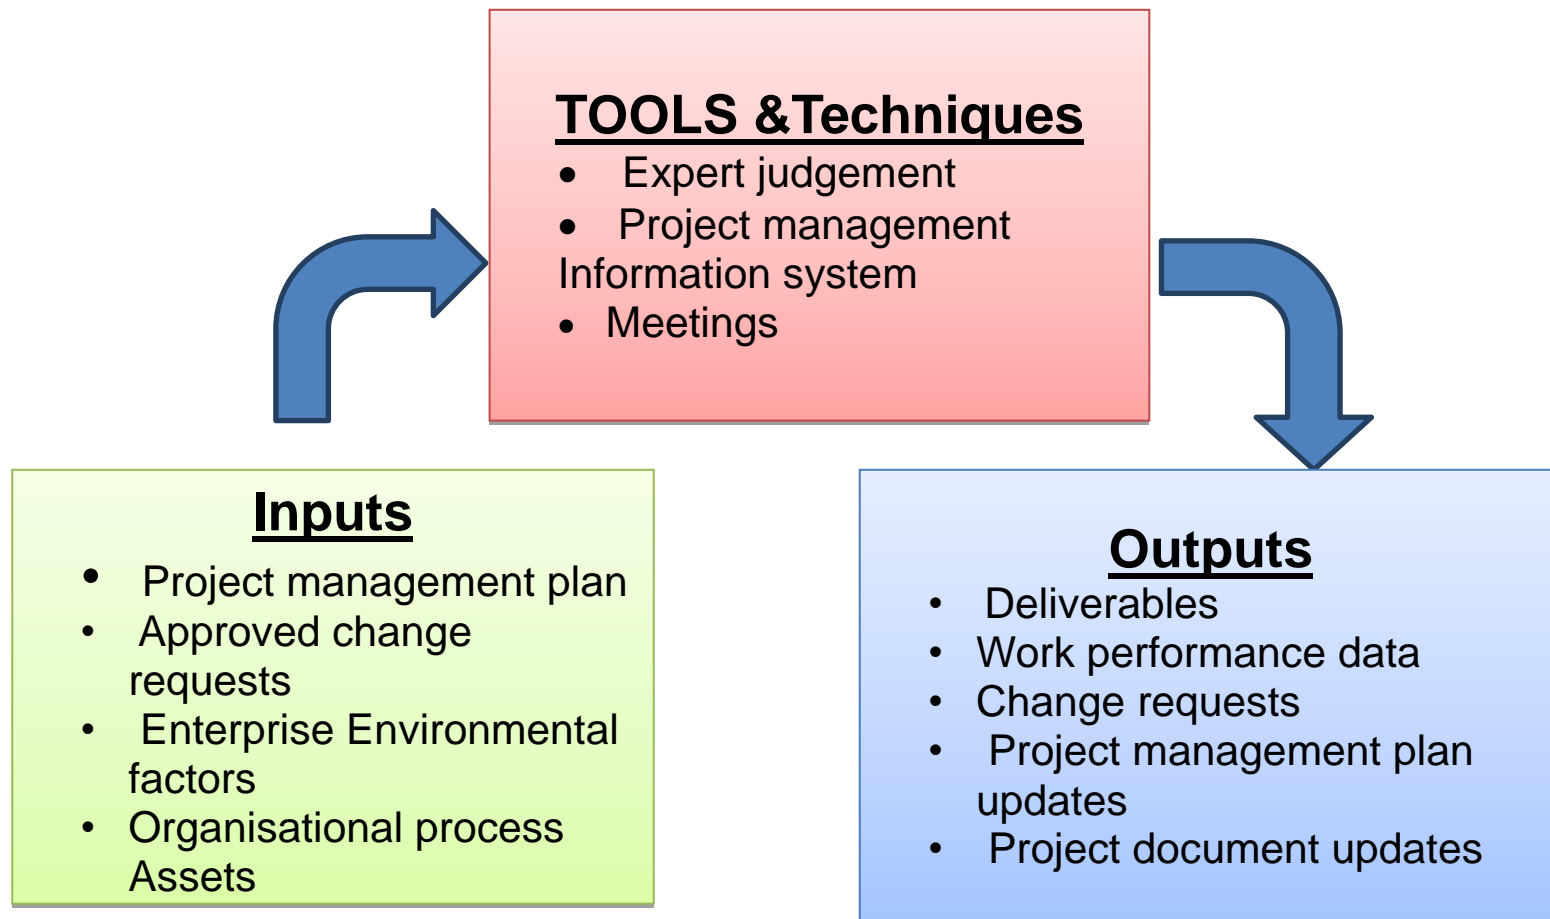 TOOLS &Techniques
• Expert judgement
• Project management
Information system
• Meetings
Inputs
• Project management plan
• Approved change
requests
• Enterprise Environmental
factors
• Organisational process
Assets
Outputs
• Deliverables
• Work performance data
• Change requests
• Project management plan
updates
• Project document updates